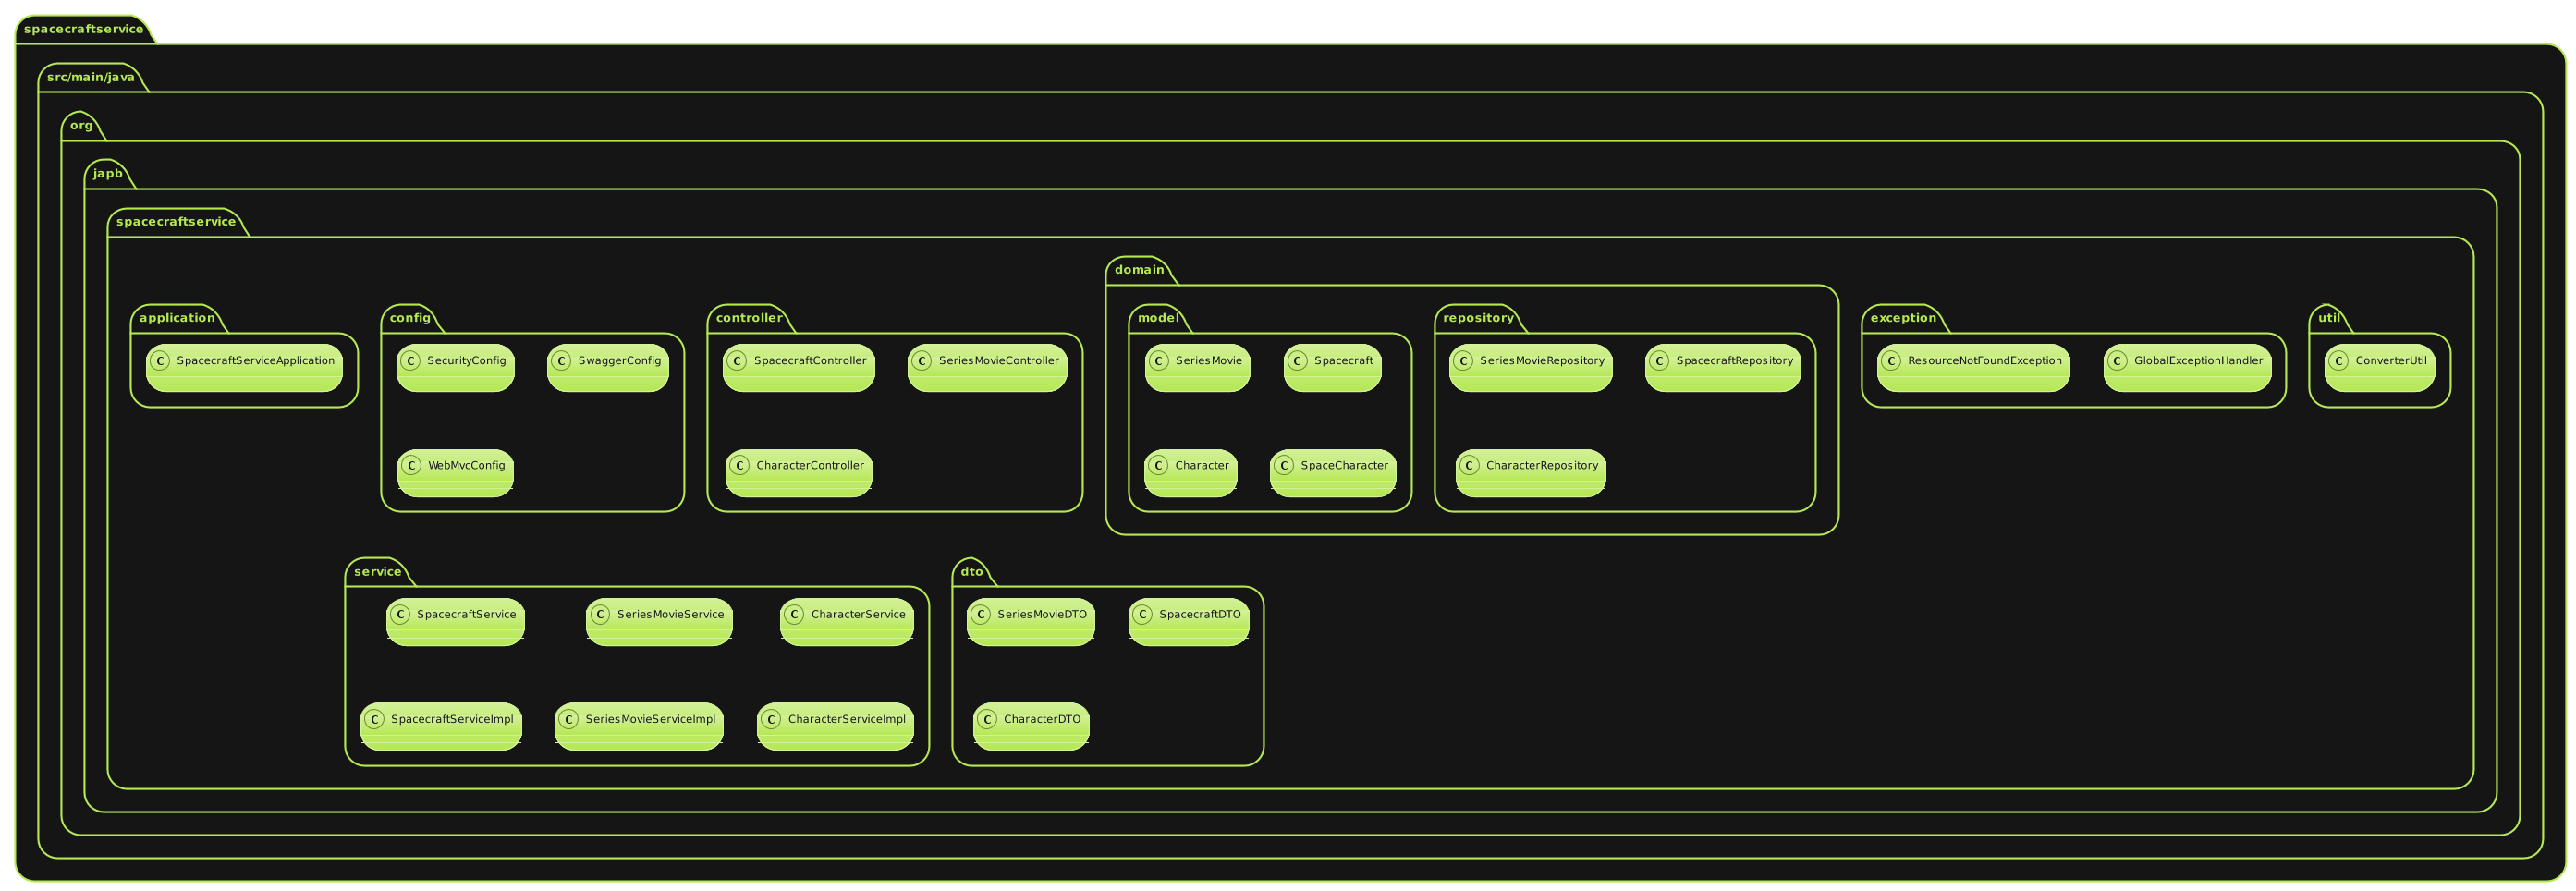 spacecraftservice
src/main/java
org
japb
spacecraftservice
application
C SpacecraftServiceApplication
config
C SecurityConfig
C SwaggerConfig
C WebMvcConfig
controller
C SpacecraftController
C SeriesMovieController
C CharacterController
domain
model
C SeriesMovie
C Spacecraft
C Character
C SpaceCharacter
repository
C SeriesMovieRepository
C SpacecraftRepository
C CharacterRepository
exception
C ResourceNotFoundException
C GlobalExceptionHandler
util
C ConverterUtil
service
C SpacecraftService
C SeriesMovieService
C CharacterService
C SpacecraftServiceImpl
C SeriesMovieServiceImpl
C CharacterServiceImpl
dto
C SeriesMovieDTO
C SpacecraftDTO
C CharacterDTO